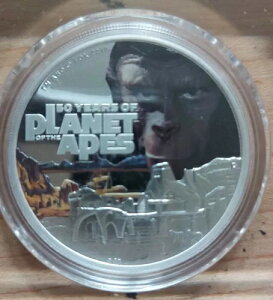 50 YEARS OF
PLANET
OF THE
APES